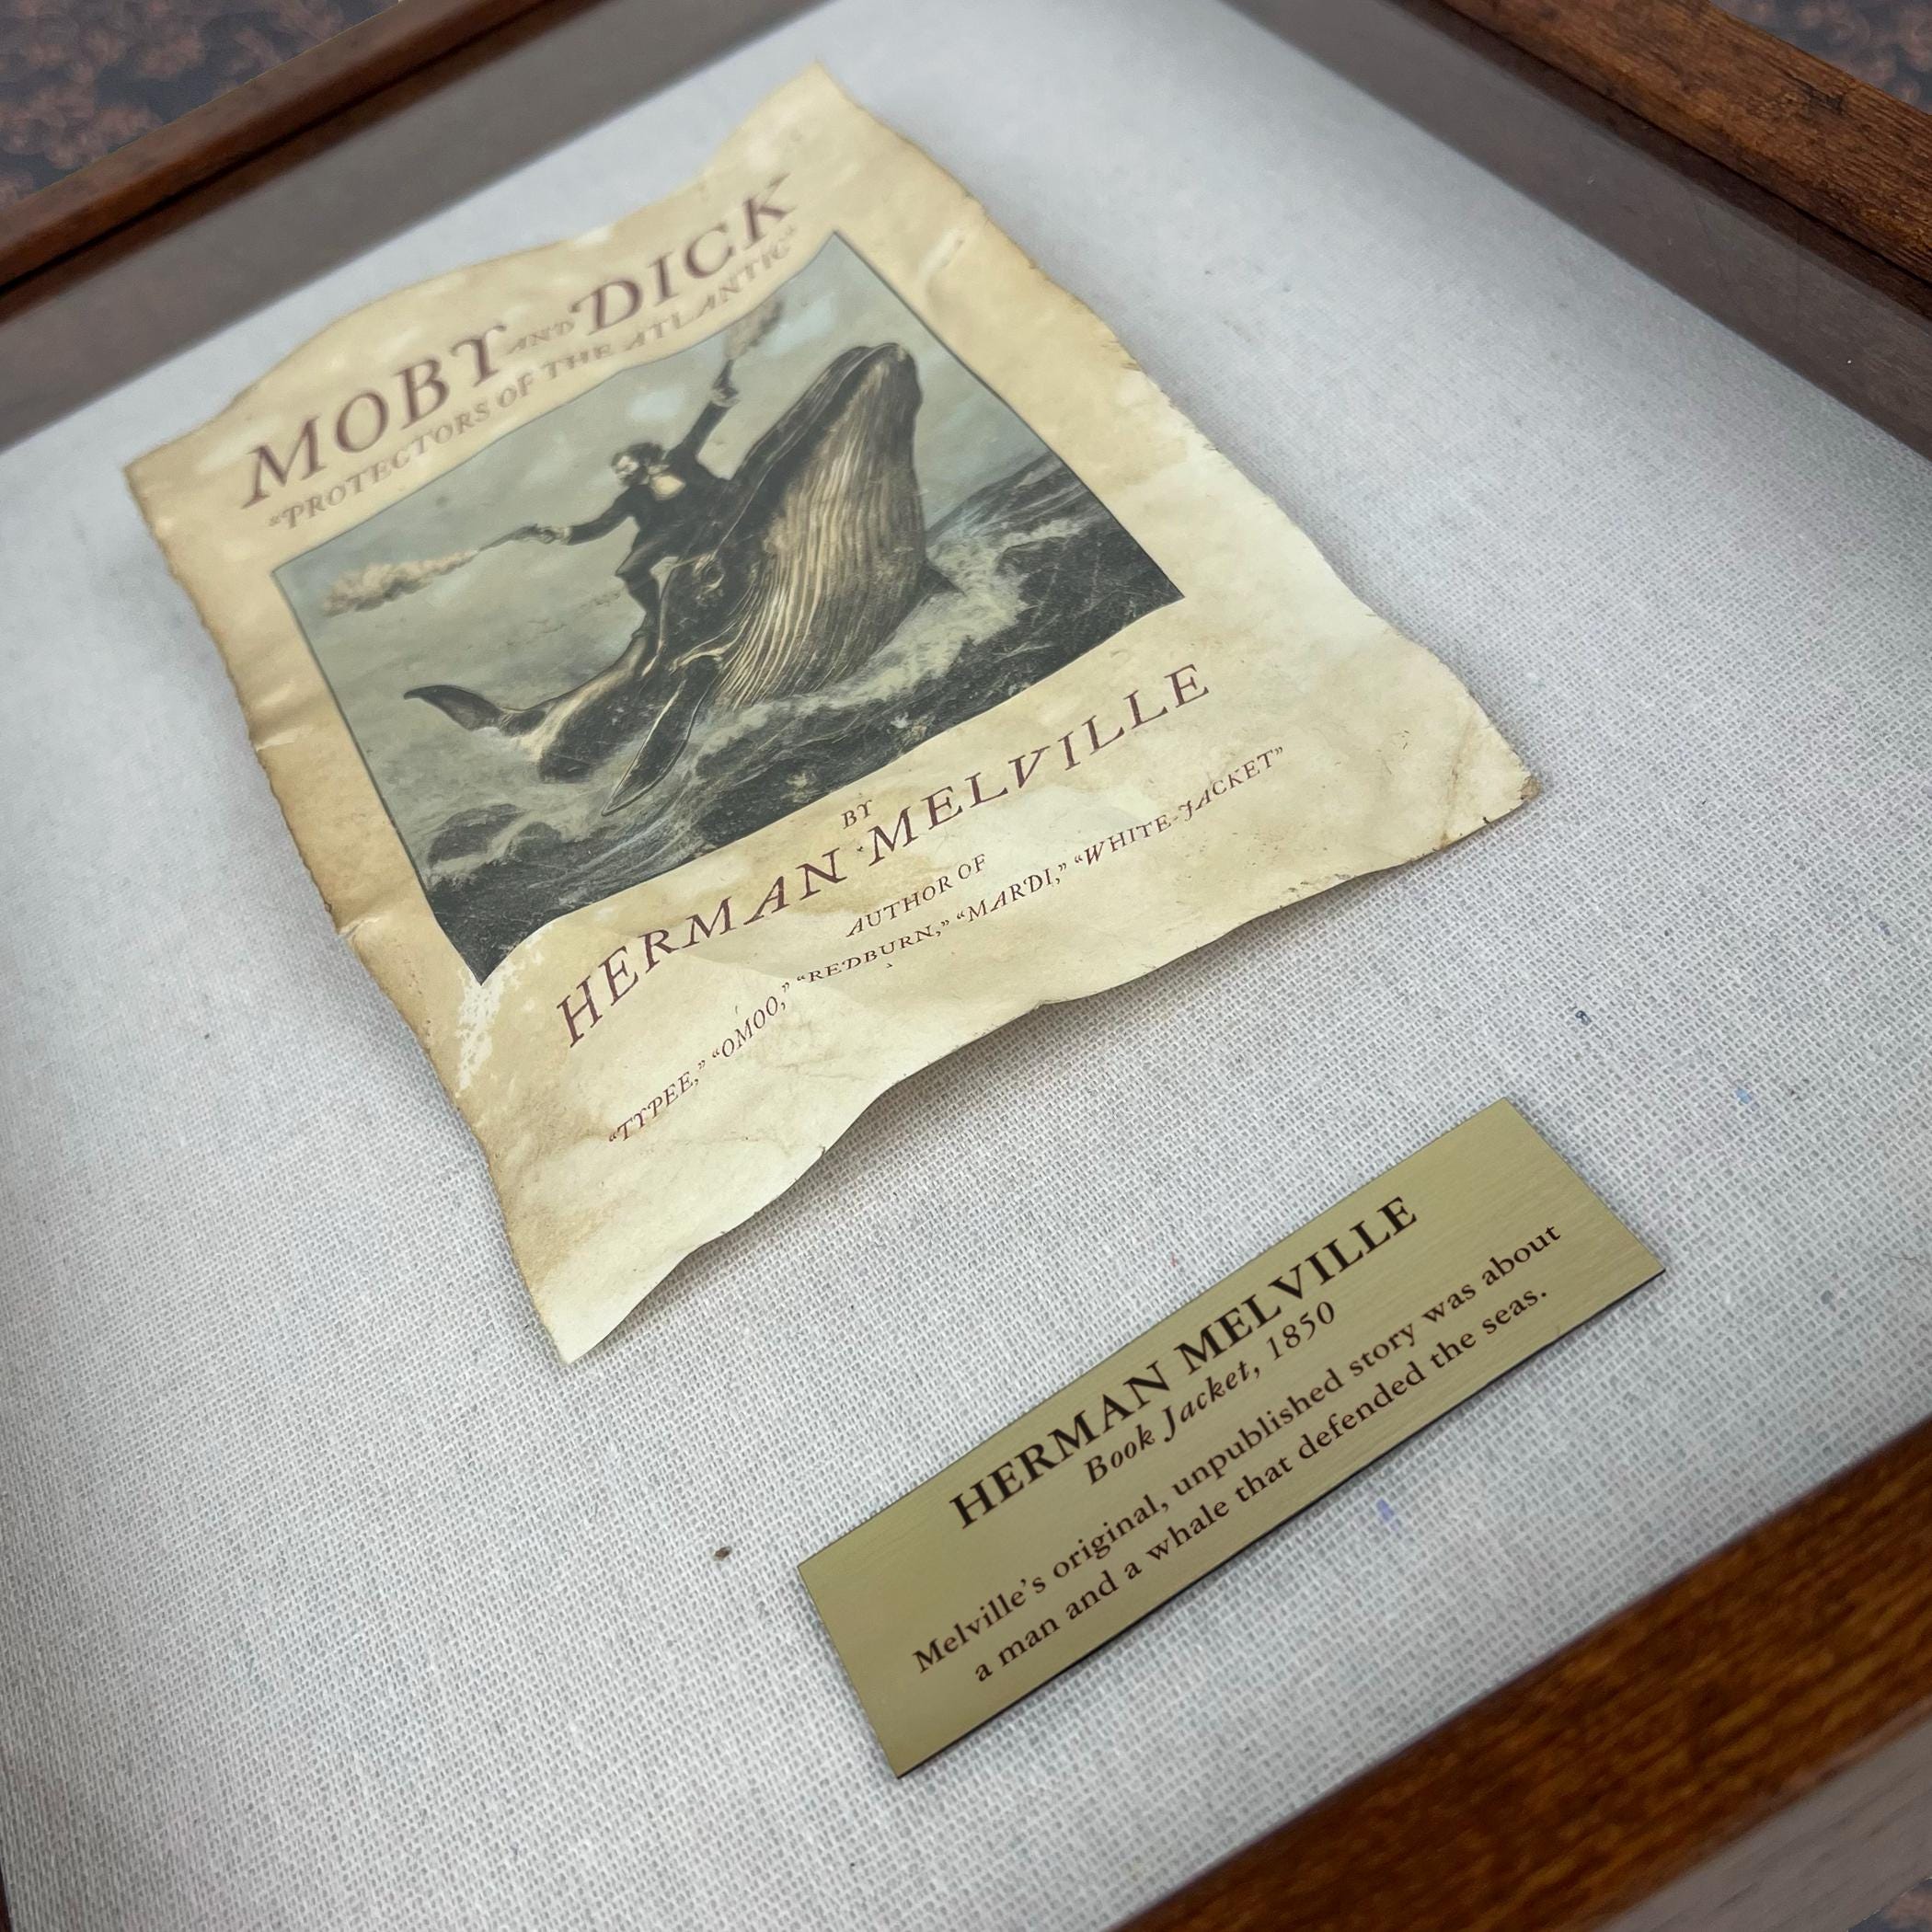 MOBY AND DICK
“PROTECTORS OF THE ATLANTIC”
BY
HERMAN MELVILLE
AUTHOR OF
“TYPEE,” “OMOO,” “REDBURN,” “MARDI,” “WHITE-JACKET”
HERMAN MELVILLE
Book Jacket, 1850
Melville’s original, unpublished story was about
a man and a whale that defended the seas.